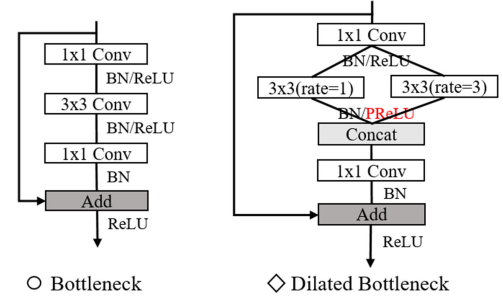 1x1 Conv
BN/ReLU
3x3 Conv
BN/ReLU
1x1 Conv
BN
Add
ReLU
Bottleneck
1x1 Conv
BN/ReLU
3x3(rate=1) 3x3(rate=3)
BN/PReLU
Concat
1x1 Conv
BN
Add
ReLU
Dilated Bottleneck